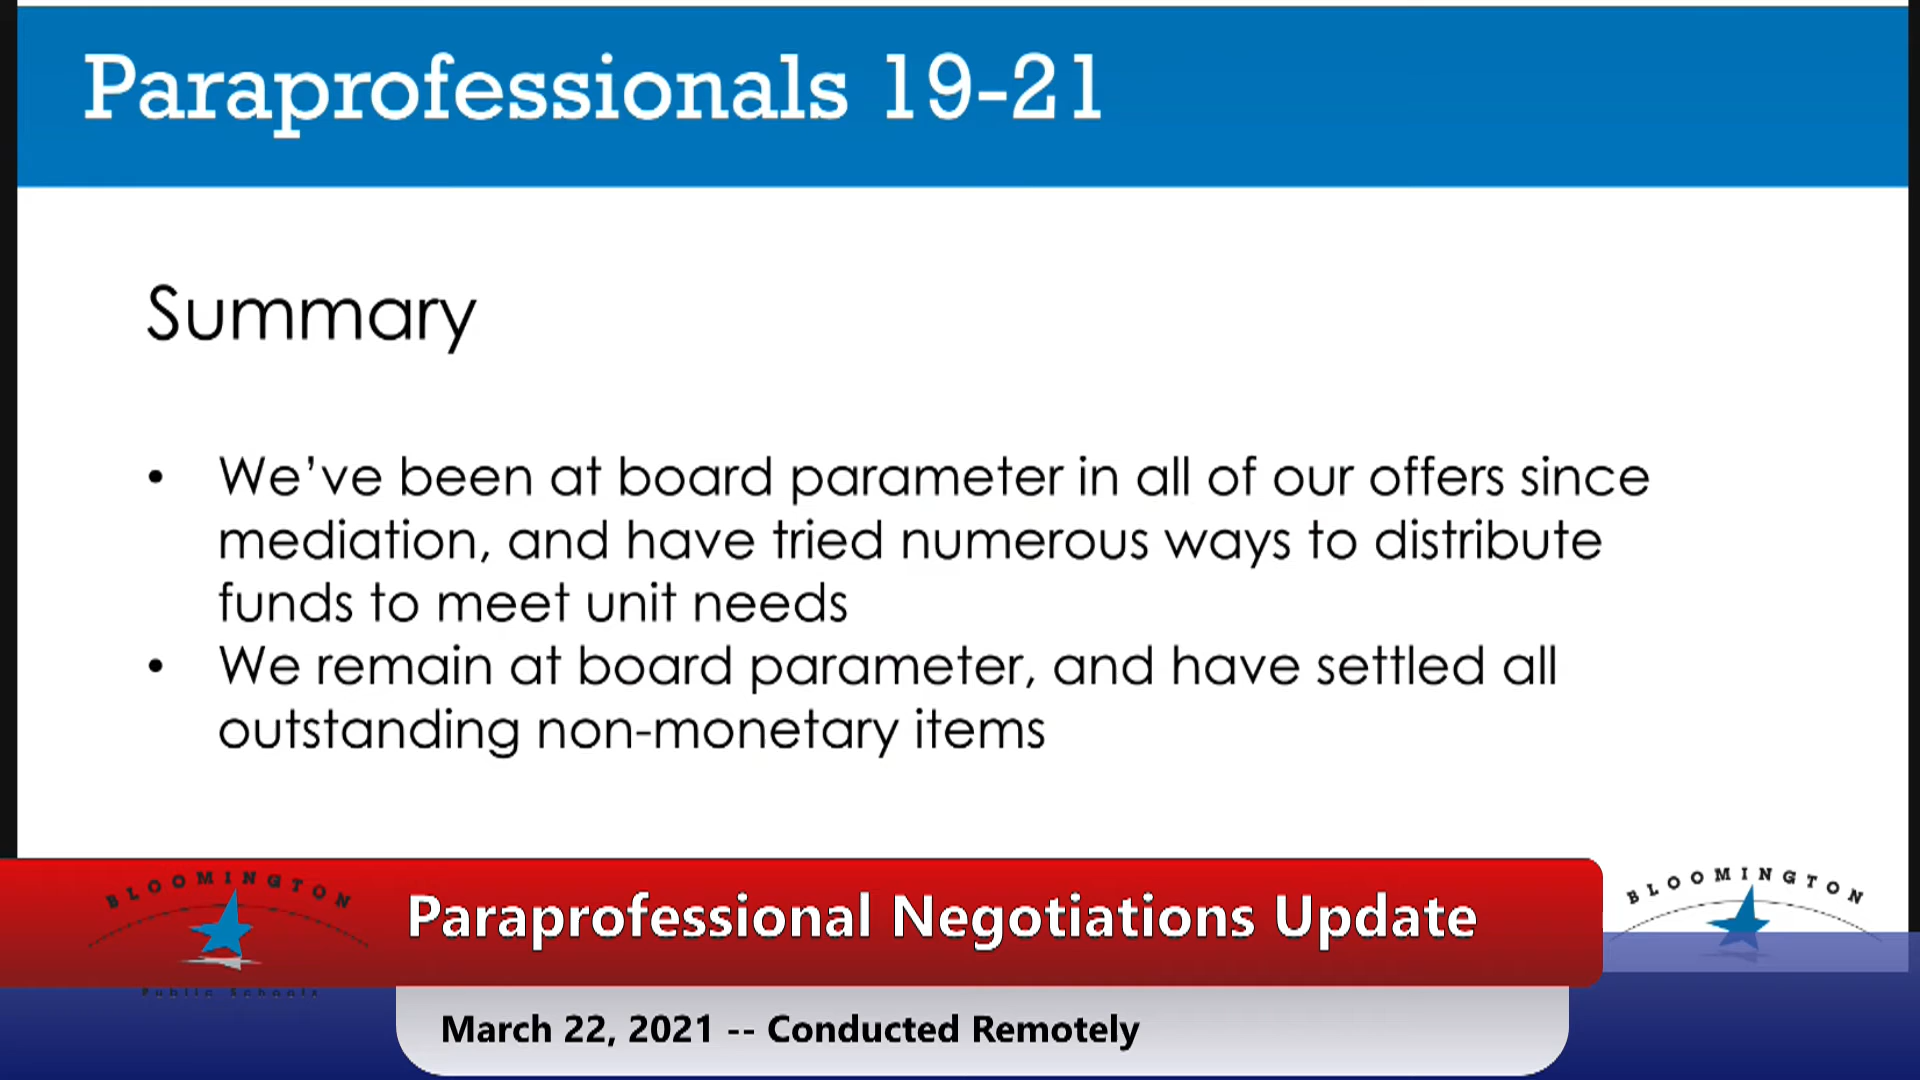 Paraprofessionals 19-21
Summary
• We’ve been at board parameter in all of our offers since
mediation, and have tried numerous ways to distribute
funds to meet unit needs
• We remain at board parameter, and have settled all
outstanding non-monetary items
BLOOMINGTON
Public Schools
Paraprofessional Negotiations Update
BLOOMINGTON
March 22, 2021 -- Conducted Remotely